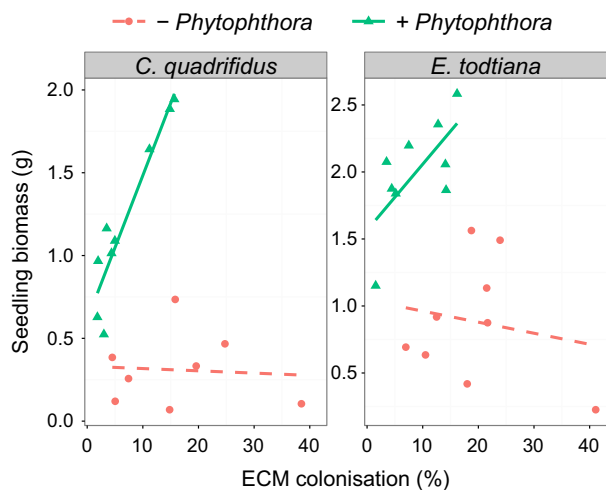 − Phytophthora + Phytophthora
C. quadrifidus E. todtiana
Seedling biomass (g)
2.0
1.5
1.0
0.5
0.0
2.5
2.0
1.5
1.0
0.5
0 10 20 30 40 0 10 20 30 40
ECM colonisation (%)